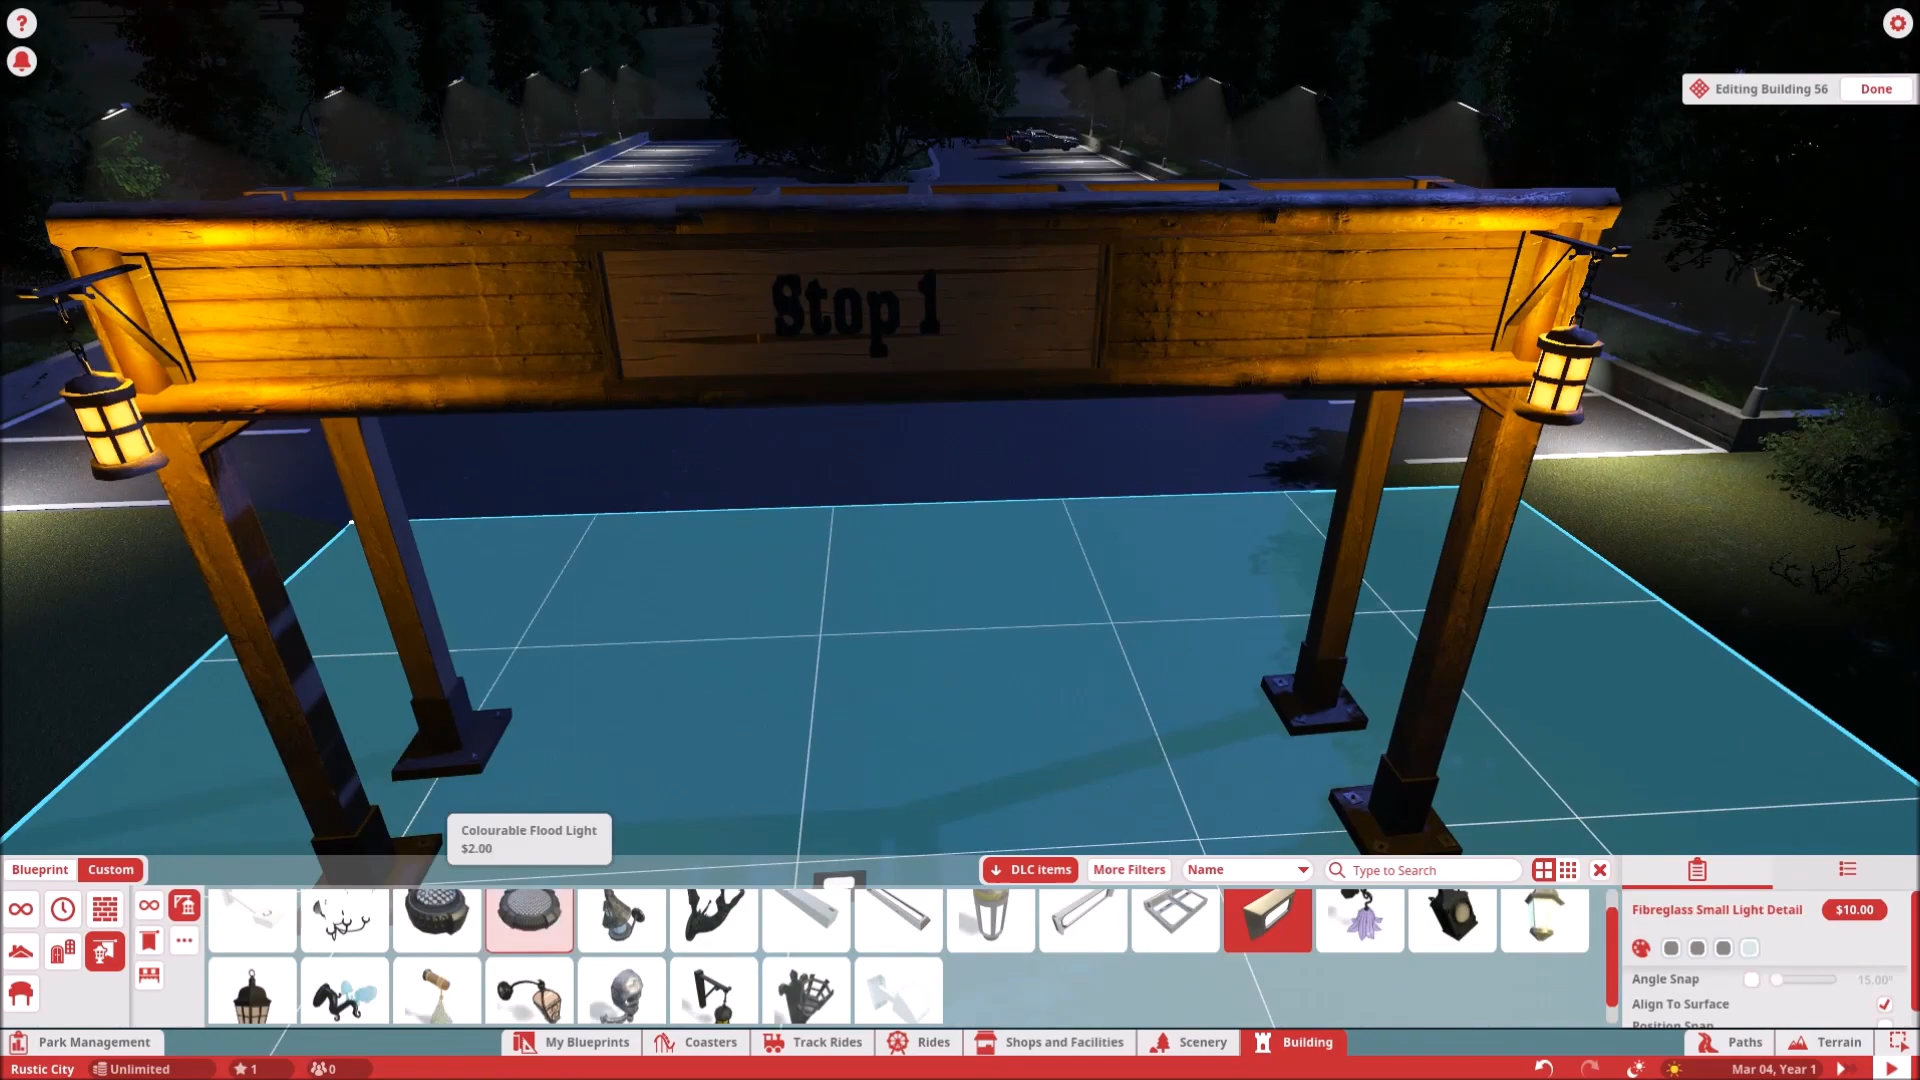 ?
Editing Building 56
Done
Stop 1
Colourable Flood Light
$2.00
Blueprint
Custom
DLC items
More Filters
Name
Type to Search
Fibreglass Small Light Detail
$10.00
Angle Snap
15.00°
Align To Surface
Position Snap
Park Management
My Blueprints
Coasters
Track Rides
Rides
Shops and Facilities
Scenery
Building
Paths
Terrain
Rustic City
Unlimited
1
0
Mar 04, Year 1